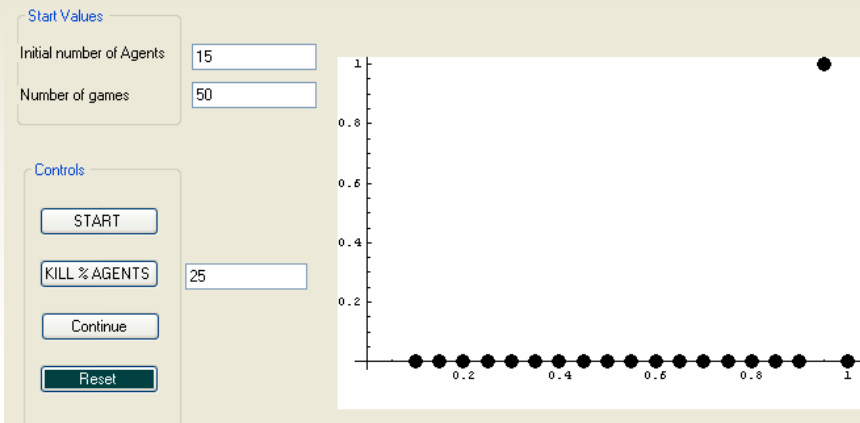 Start Values
Initial number of Agents 15
Number of games 50
Controls
START
KILL % AGENTS 25
Continue
Reset
1
0.8
0.6
0.4
0.2
0.2 0.4 0.6 0.8 1